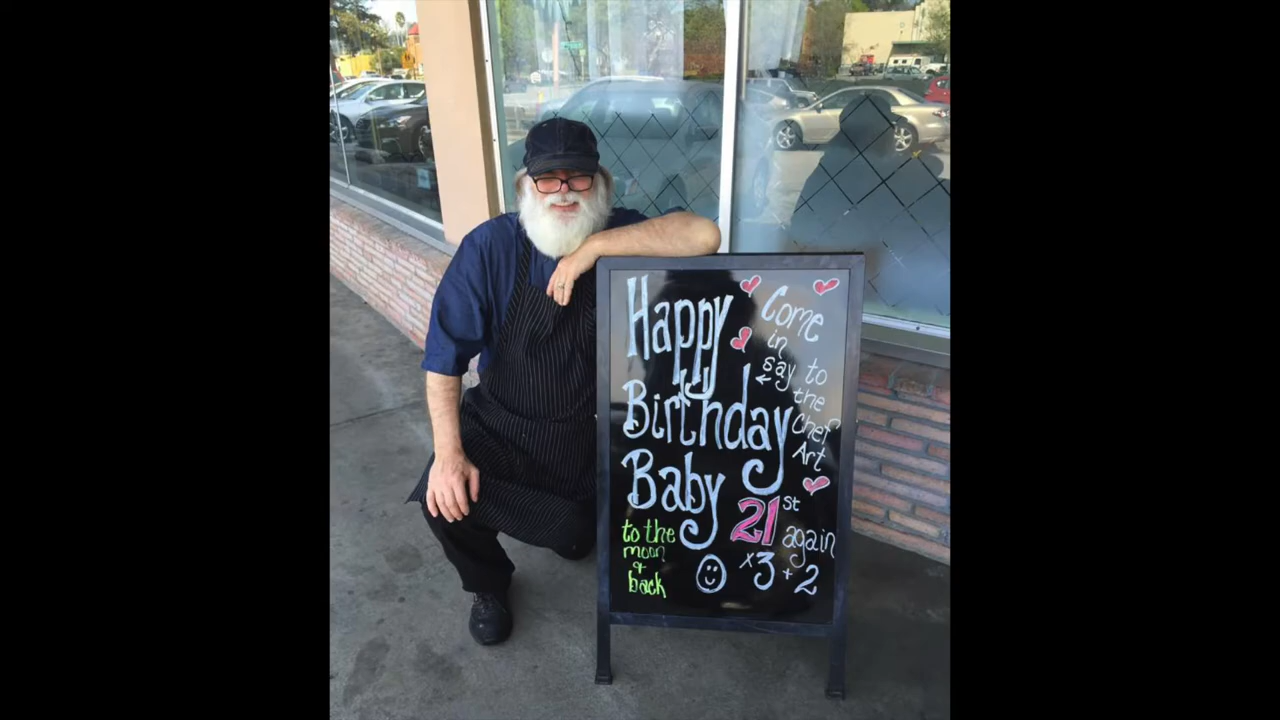 Happy
Birthday
Baby
to the
moon
+
back
Come
in
say to
the
Chef
Art
21st
again
x3+2